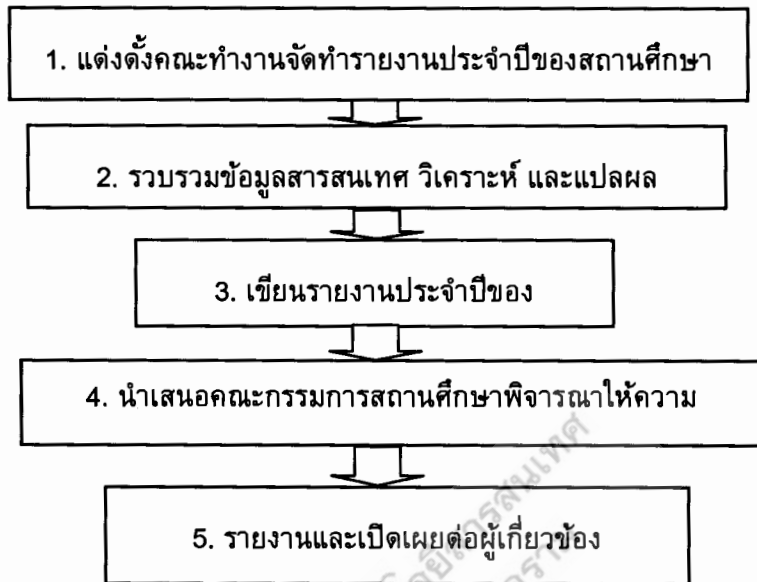 1. แต่งตั้งคณะทำงานจัดทำรายงานประจำปีของสถานศึกษา
2. รวบรวมข้อมูลสารสนเทศ วิเคราะห์ และแปลผล
3. เขียนรายงานประจำปีของ
4. นำเสนอคณะกรรมการสถานศึกษาพิจารณาให้ความ
5. รายงานและเปิดเผยต่อผู้เกี่ยวข้อง